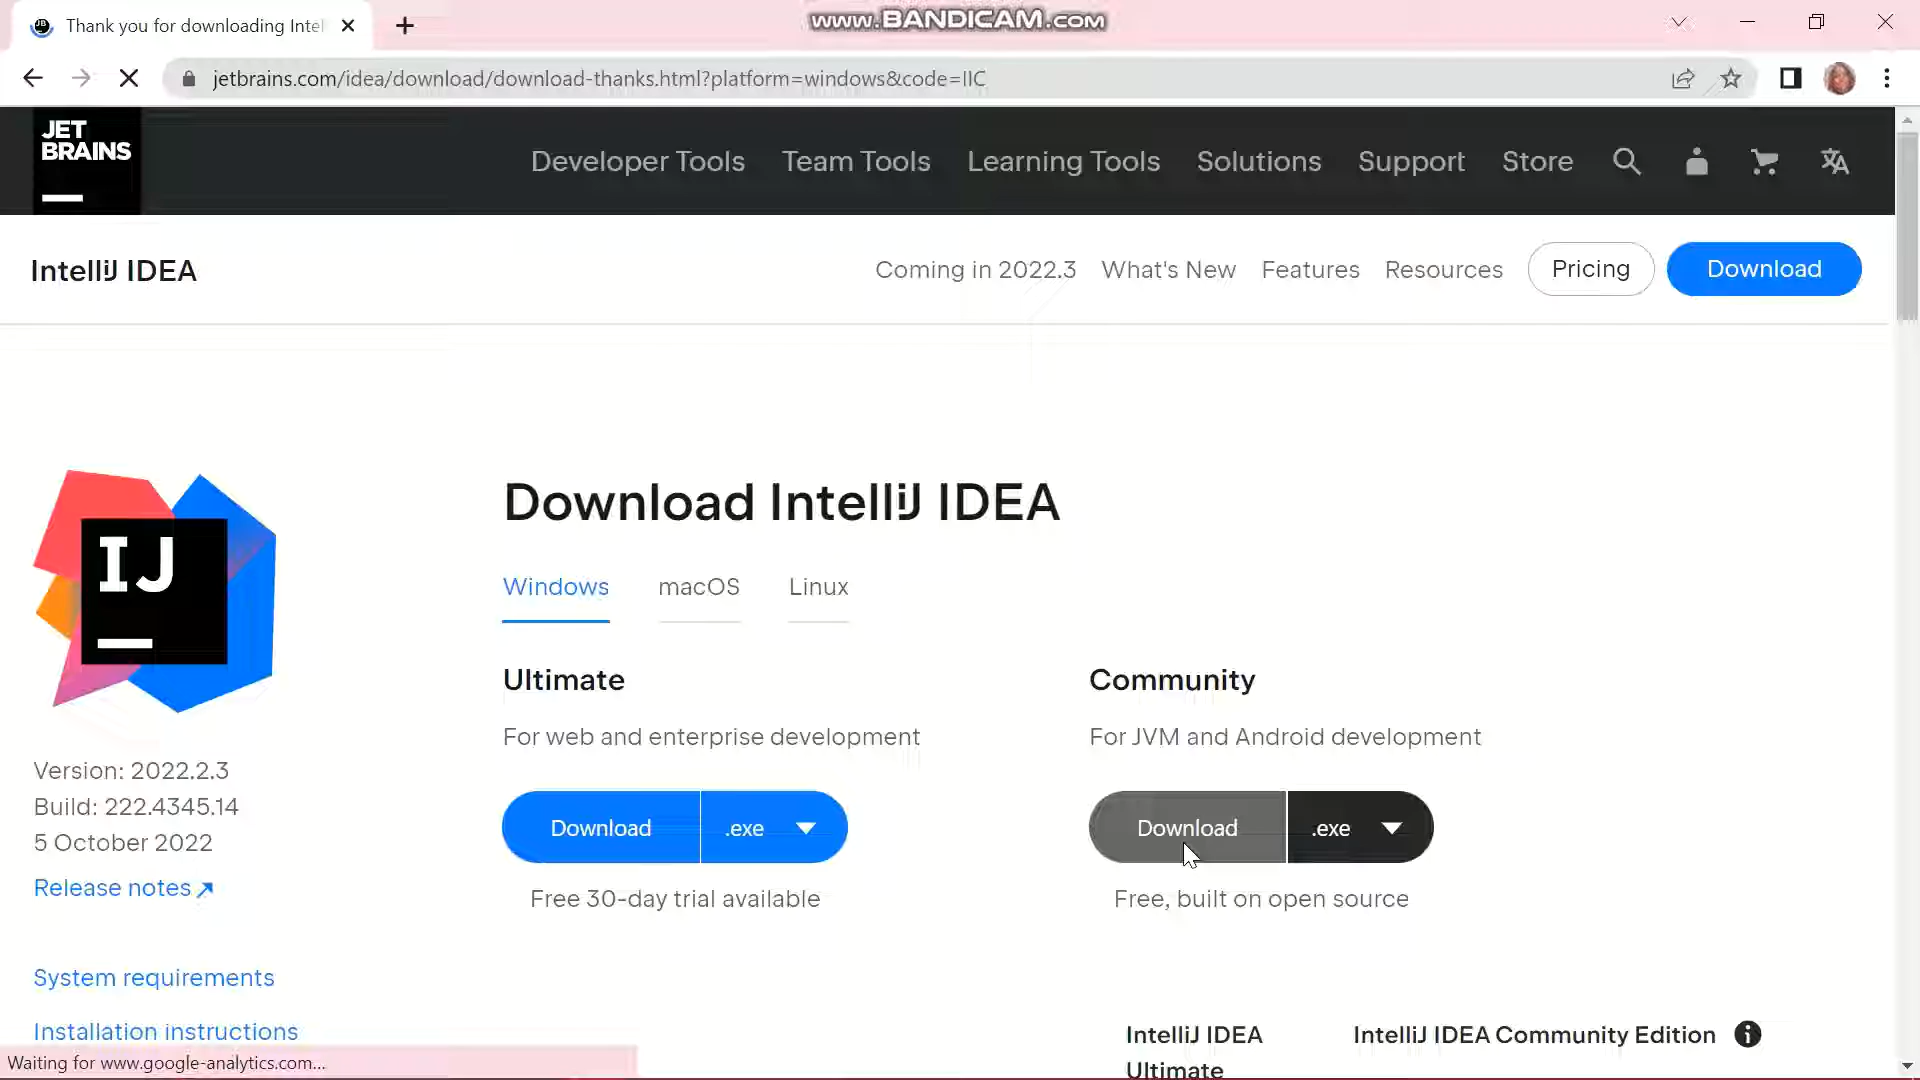 Thank you for downloading Intel
www.BANDICAM.com
jetbrains.com/idea/download/download-thanks.html?platform=windows&code=IIC
JET
BRAINS
Developer Tools
Team Tools
Learning Tools
Solutions
Support
Store
IntelliJ IDEA
Coming in 2022.3
What's New
Features
Resources
Pricing
Download
IJ
Download IntelliJ IDEA
Windows
macOS
Linux
Ultimate
Community
For web and enterprise development
For JVM and Android development
Download
.exe
Download
.exe
Free 30-day trial available
Free, built on open source
Version: 2022.2.3
Build: 222.4345.14
5 October 2022
Release notes
System requirements
Installation instructions
IntelliJ IDEA
Ultimate
IntelliJ IDEA Community Edition
Waiting for www.google-analytics.com...